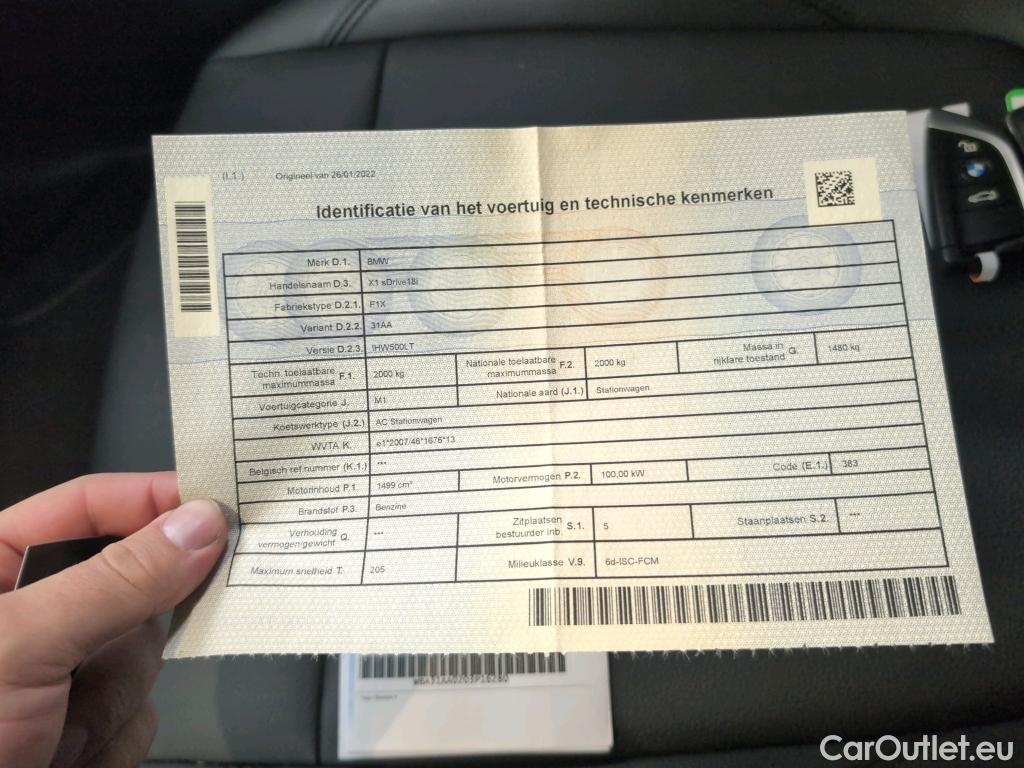 (I.1 ) Origineel van 26/01/2022
Identificatie van het voertuig en technische kenmerken
Merk D.1. BMW
Handelsnaam D.3. X1 sDrive18i
Fabriekstype D.2.1. F1X
Variant D.2.2. 31AA
Versie D.2.3. IHW500LT
Techn. toelaatbare maximummassa F.1. 2000 kg Nationale toelaatbare maximummassa F.2. 2000 kg Massa in rijklare toestand G. 1480 kg
Voertuigcategorie J. M1 Nationale aard (J.1.) Stationwagen
Koetswerktype (J.2.) AC Stationwagen
WVTA K. e1*2007/46*1676*13
Belgisch ref.nummer (K.1.) ***
Motorinhoud P.1. 1499 cm³ Motorvermogen P.2. 100,00 kW Code (E.1.) 383
Brandstof P.3. Benzine
Verhouding vermogen/gewicht Q. *** Zitplaatsen bestuurder inb. S.1. 5 Staanplaatsen S.2. ***
Maximum snelheid T. 205 Milieuklasse V.9. 6d-ISC-FCM
CarOutlet.eu